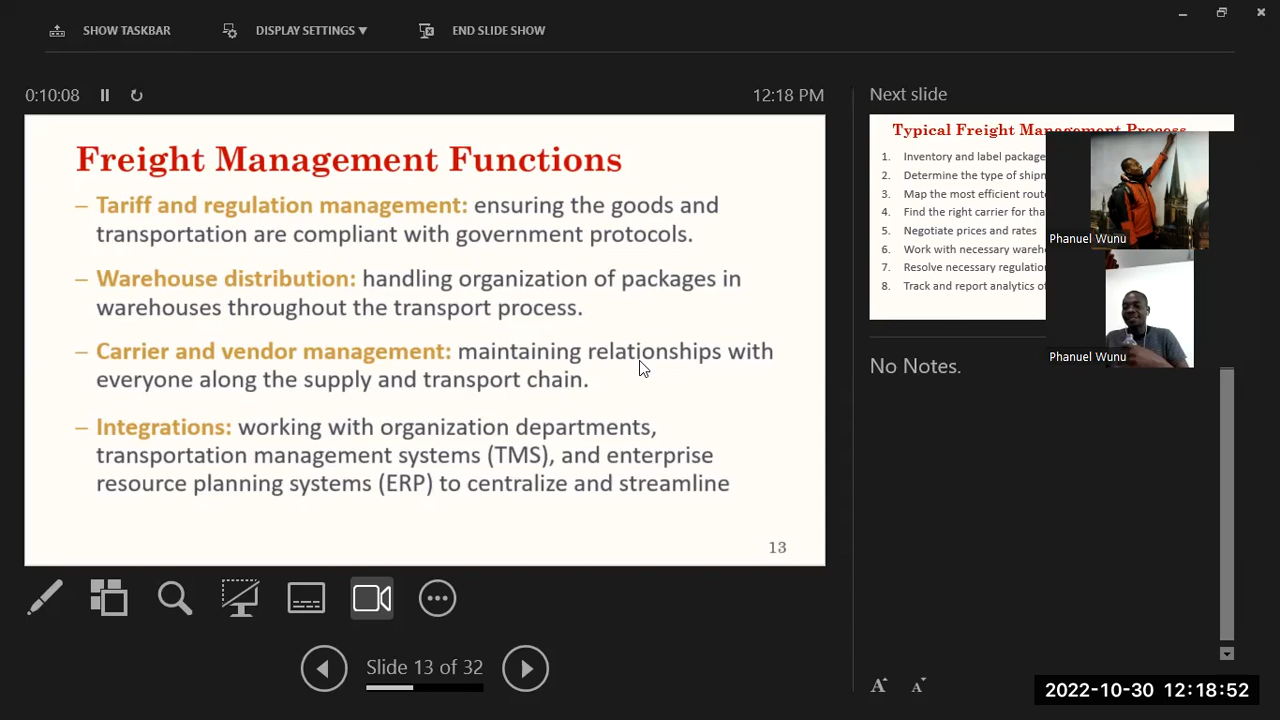 SHOW TASKBAR
DISPLAY SETTINGS ▼
END SLIDE SHOW
0:10:08
12:18 PM
Freight Management Functions
– Tariff and regulation management: ensuring the goods and
transportation are compliant with government protocols.
– Warehouse distribution: handling organization of packages in
warehouses throughout the transport process.
– Carrier and vendor management: maintaining relationships with
everyone along the supply and transport chain.
– Integrations: working with organization departments,
transportation management systems (TMS), and enterprise
resource planning systems (ERP) to centralize and streamline
13
Slide 13 of 32
Next slide
Typical Freight Management Process
1. Inventory and label package
2. Determine the type of
3. Map the most efficient route
4. Find the right carrier for
5. Negotiate prices and rates
6. Work with necessary
7. Resolve necessary
8. Track and report analytics
Phanuel Wunu
Phanuel Wunu
No Notes.
A A
2022-10-30 12:18:52